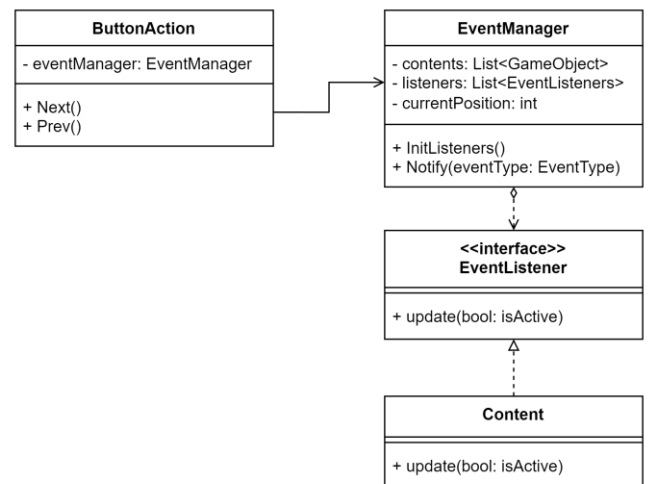 ButtonAction
- eventManager: EventManager
+ Next()
+ Prev()
EventManager
- contents: List<GameObject>
- listeners: List<EventListeners>
- currentPosition: int
+ InitListeners()
+ Notify(eventType: EventType)
<<interface>>
EventListener
+ update(bool: isActive)
Content
+ update(bool: isActive)